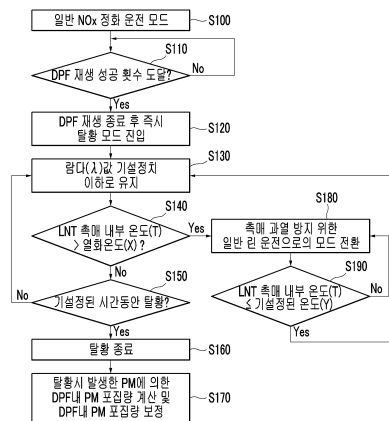 일반 NOx 정화 운전 모드
S100
S110
DPF 재생 성공 횟수 도달?
No
Yes
DPF 재생 종료 후 즉시
탈황 모드 진입
S120
S130
람다(λ)값 기설정치
이하로 유지
S140
LNT 촉매 내부 온도(T)
> 열화온도(X) ?
Yes
No
S180
촉매 과열 방지 위한
일반 린 운전으로의 모드 전환
S190
LNT 촉매 내부 온도(T)
≤ 기설정된 온도(Y)
No
Yes
S150
기설정된 시간동안 탈황?
No
Yes
탈황 종료
S160
탈황시 발생한 PM에 의한
DPF내 PM 포집량 계산 및
DPF내 PM 포집량 보정
S170